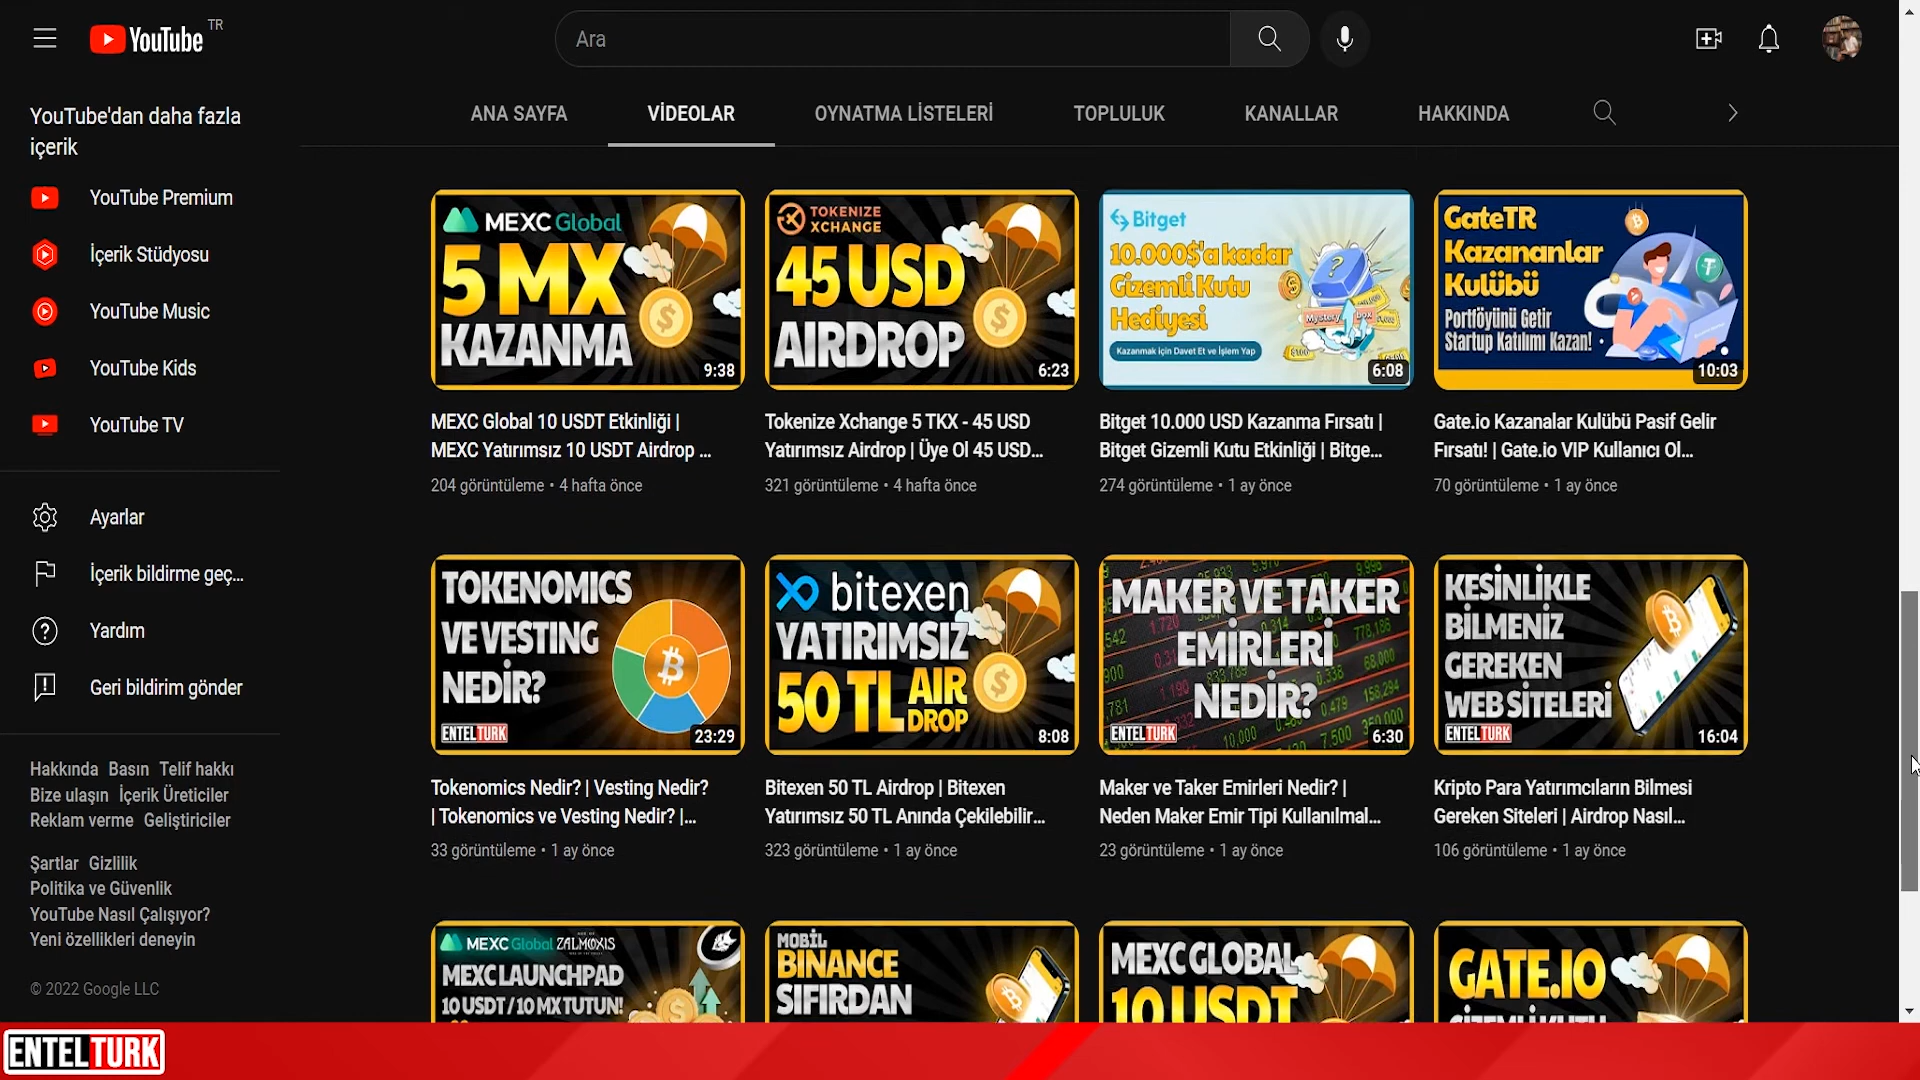 YouTube TR
Ara
YouTube'dan daha fazla
içerik
YouTube Premium
İçerik Stüdyosu
YouTube Music
YouTube Kids
YouTube TV
Ayarlar
İçerik bildirme geç...
Yardım
Geri bildirim gönder
Hakkında Basın Telif hakkı
Bize ulaşın İçerik Üreticiler
Reklam verme Geliştiriciler
Şartlar Gizlilik
Politika ve Güvenlik
YouTube Nasıl Çalışıyor?
Yeni özellikleri deneyin
© 2022 Google LLC
ANA SAYFA VİDEOLAR OYNATMA LİSTELERİ TOPLULUK KANALLAR HAKKINDA
MEXC Global
5 MX
KAZANMA
9:38
MEXC Global 10 USDT Etkinliği |
MEXC Yatırımsız 10 USDT Airdrop ...
204 görüntüleme • 4 hafta önce
TOKENIZE
XCHANGE
45 USD
AIRDROP
6:23
Tokenize Xchange 5 TKX - 45 USD
Yatırımsız Airdrop | Üye Ol 45 USD...
321 görüntüleme • 4 hafta önce
Bitget
10.000$'a kadar
Gizemli Kutu
Hediyesi
Mystery box
Kazanmak için Davet Et ve İşlem Yap
$100
6:08
Bitget 10.000 USD Kazanma Fırsatı |
Bitget Gizemli Kutu Etkinliği | Bitge...
274 görüntüleme • 1 ay önce
GateTR
Kazananlar
Kulübü
Portföyünü Getir
Startup Katılımı Kazan!
10:03
Gate.io Kazanalar Kulübü Pasif Gelir
Fırsatı! | Gate.io VIP Kullanıcı Ol...
70 görüntüleme • 1 ay önce
TOKENOMICS
VE VESTING
NEDİR?
ENTELTURK
23:29
Tokenomics Nedir? | Vesting Nedir?
| Tokenomics ve Vesting Nedir? |...
33 görüntüleme • 1 ay önce
bitexen
YATIRIMSIZ
50 TL AIR
DROP
8:08
Bitexen 50 TL Airdrop | Bitexen
Yatırımsız 50 TL Anında Çekilebilir...
323 görüntüleme • 1 ay önce
MAKER VE TAKER
EMİRLERİ
NEDİR?
ENTELTURK
6:30
Maker ve Taker Emirleri Nedir? |
Neden Maker Emir Tipi Kullanılmal...
23 görüntüleme • 1 ay önce
KESİNLİKLE
BİLMENİZ
GEREKEN
WEB SİTELERİ
ENTELTURK
16:04
Kripto Para Yatırımcıların Bilmesi
Gereken Siteleri | Airdrop Nasıl...
106 görüntüleme • 1 ay önce
MEXC Global ZALMOXIS
MEXC LAUNCHPAD
10 USDT / 10 MX TUTUN!
MOBİL
BINANCE
SIFIRDAN
MEXC GLOBAL
10 USDT
GATE.IO
GİZEMLİ KUTU
ENTELTURK